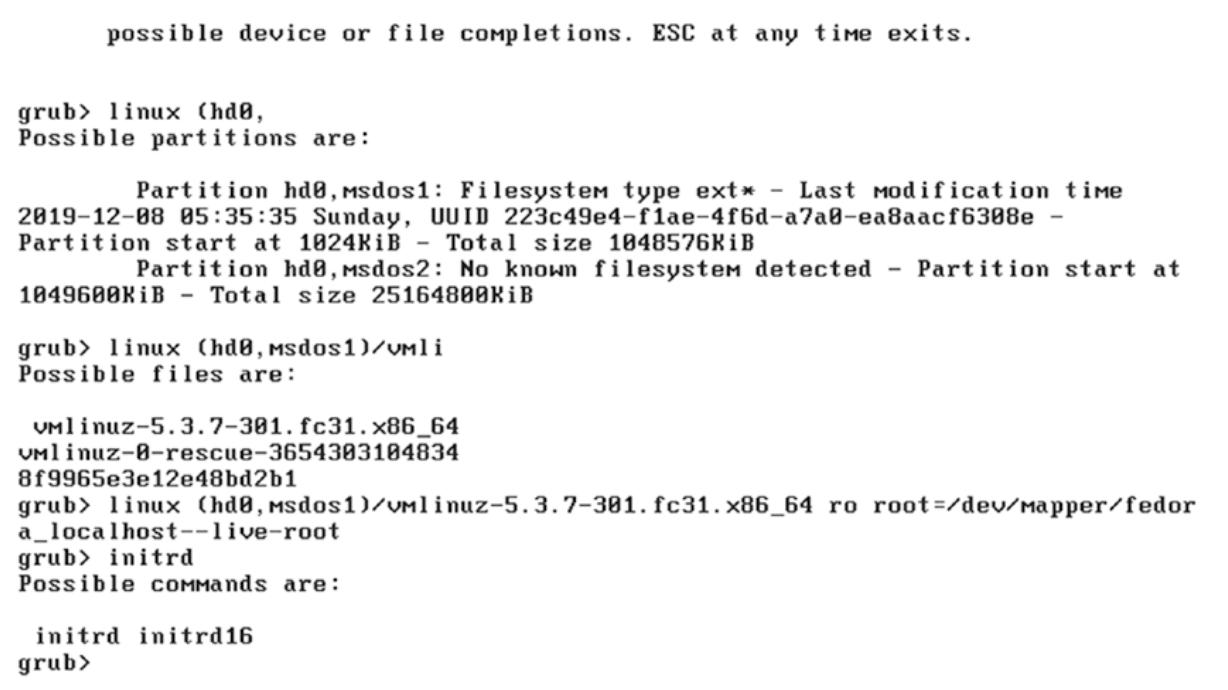 possible device or file completions. ESC at any time exits.
grub> linux (hd0,
Possible partitions are:
Partition hd0,msdos1: Filesystem type ext* - Last modification time
2019-12-08 05:35:35 Sunday, UUID 223c49e4-f1ae-4f6d-a7a0-ea8aacf6308e -
Partition start at 1024KiB - Total size 1048576KiB
Partition hd0,msdos2: No known filesystem detected - Partition start at
1049600KiB - Total size 25164800KiB
grub> linux (hd0,msdos1)/vmli
Possible files are:
vmlinuz-5.3.7-301.fc31.x86_64
vmlinuz-0-rescue-3654303104834
8f9965e3e12e48bd2b1
grub> linux (hd0,msdos1)/vmlinuz-5.3.7-301.fc31.x86_64 ro root=/dev/mapper/fedor
a_localhost--live-root
grub> initrd
Possible commands are:
initrd initrd16
grub>